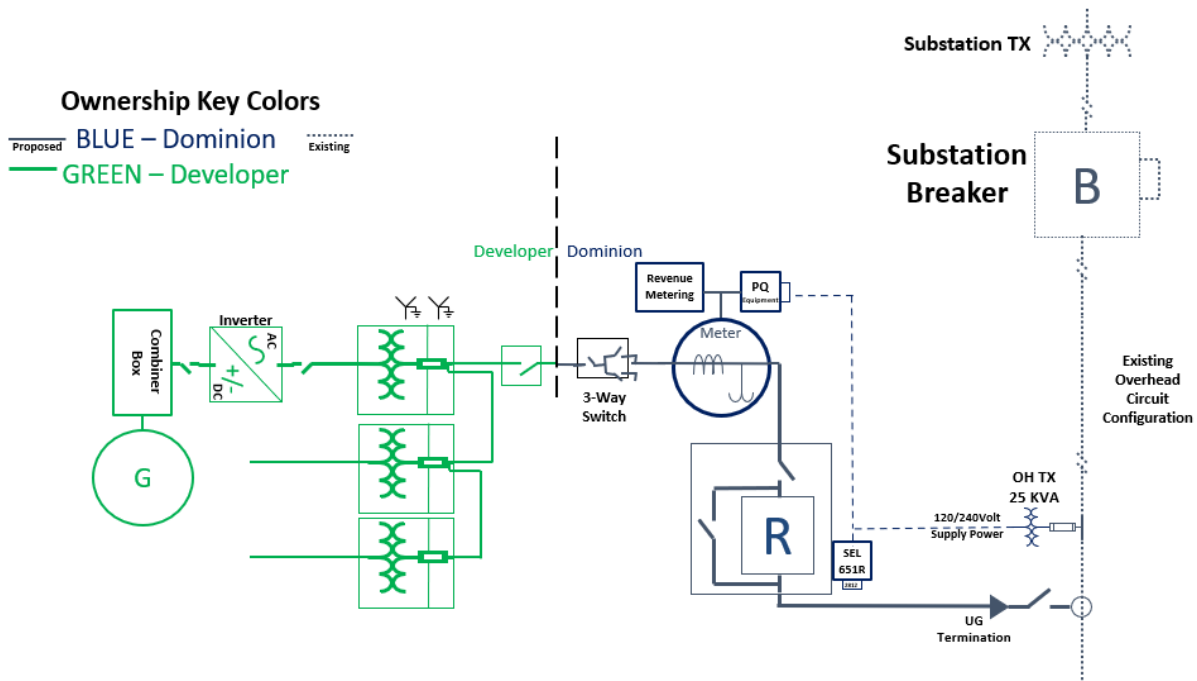 Substation TX
Ownership Key Colors
Proposed
BLUE – Dominion
Existing
GREEN – Developer
Substation
Breaker
B
Developer
Dominion
Revenue
Metering
PQ
Equipment
Meter
Inverter
AC
+/-
DC
Combiner
Box
G
3-Way
Switch
Existing
Overhead
Circuit
Configuration
OH TX
25 KVA
120/240Volt
Supply Power
R
SEL
651R
UG
Termination